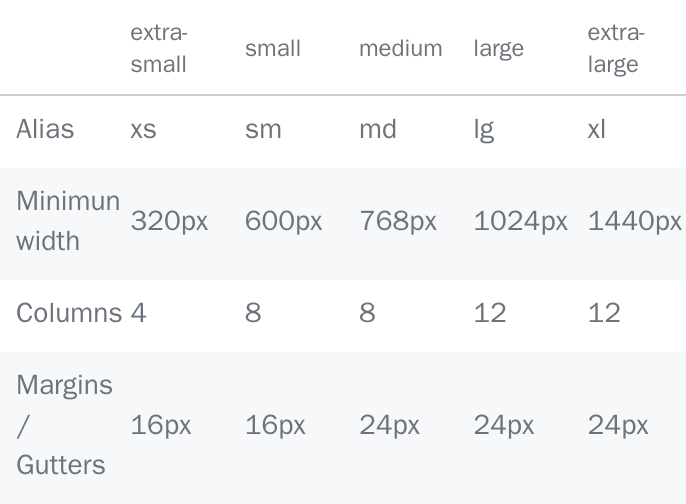 extra-small small medium large extra-large
Alias xs sm md lg xl
Minimun width 320px 600px 768px 1024px 1440px
Columns 4 8 8 12 12
Margins / Gutters 16px 16px 24px 24px 24px